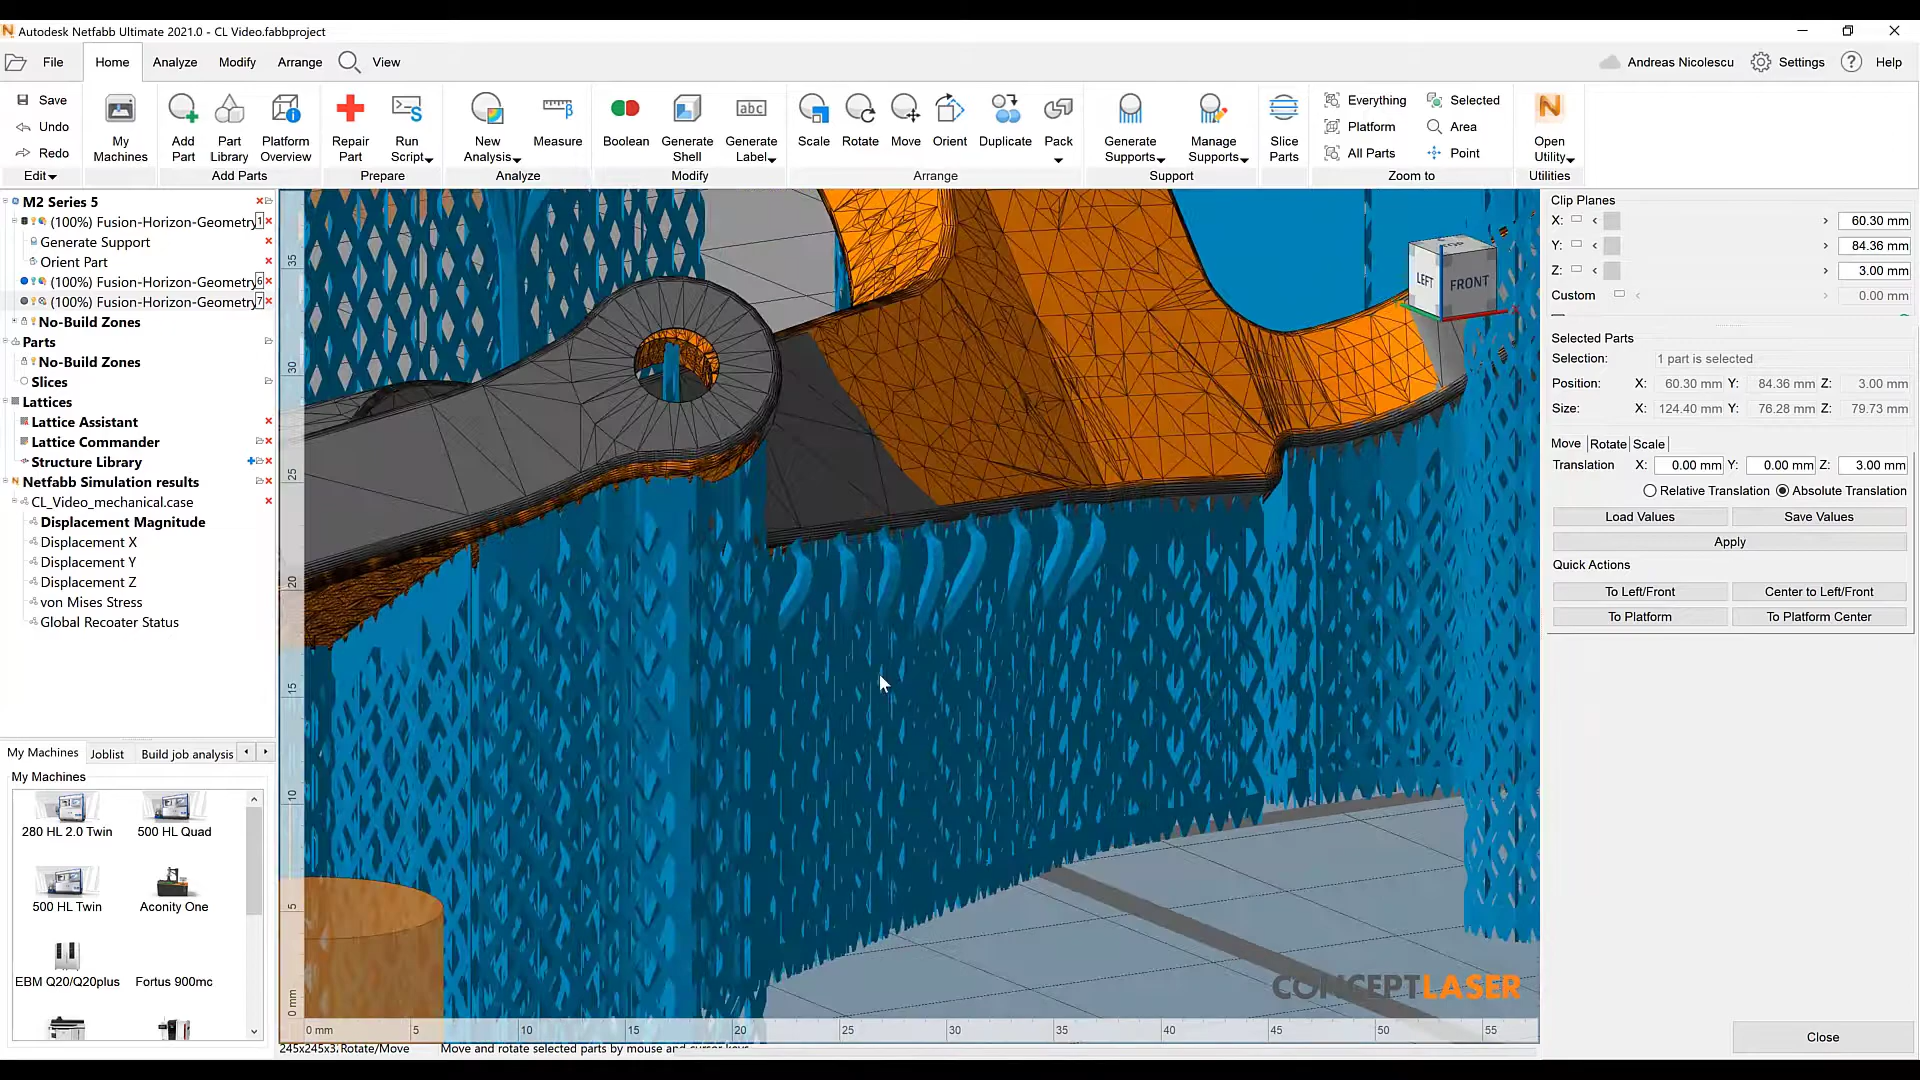 Autodesk Netfabb Ultimate 2021.0 - CL Video.fabbproject
File Home Analyze Modify Arrange View Andreas Nicolescu Settings Help
Save
Undo
Redo
Edit
My Machines
Add Part
Part Library
Platform Overview
Add Parts
Repair Part
Run Script
Prepare
New Analysis
Measure
Analyze
Boolean
Generate Shell
abc
Generate Label
Modify
Scale
Rotate
Move
Orient
Duplicate
Pack
Arrange
Generate Supports
Manage Supports
Support
Slice Parts
Everything
Platform
All Parts
Selected
Area
Point
Zoom to
Open Utility
Utilities
M2 Series 5
(100%) Fusion-Horizon-Geometry 1
Generate Support
Orient Part
(100%) Fusion-Horizon-Geometry 6
(100%) Fusion-Horizon-Geometry 7
No-Build Zones
Parts
No-Build Zones
Slices
Lattices
Lattice Assistant
Lattice Commander
Structure Library
Netfabb Simulation results
CL_Video_mechanical.case
Displacement Magnitude
Displacement X
Displacement Y
Displacement Z
von Mises Stress
Global Recoater Status
My Machines Joblist Build job analysis
My Machines
280 HL 2.0 Twin 500 HL Quad
500 HL Twin Aconity One
EBM Q20/Q20plus Fortus 900mc
35
30
25
20
15
10
5
0 mm
0 mm 5 10 15 20 25 30 35 40 45 50 55
TOP
LEFT FRONT
CONCEPTLASER
245x245x3. Rotate/Move Move and rotate selected parts by mouse and cursor keys
Clip Planes
X: 60.30 mm
Y: 84.36 mm
Z: 3.00 mm
Custom 0.00 mm
Selected Parts
Selection: 1 part is selected
Position: X: 60.30 mm Y: 84.36 mm Z: 3.00 mm
Size: X: 124.40 mm Y: 76.28 mm Z: 79.73 mm
Move Rotate Scale
Translation X: 0.00 mm Y: 0.00 mm Z: 3.00 mm
Relative Translation Absolute Translation
Load Values Save Values
Apply
Quick Actions
To Left/Front Center to Left/Front
To Platform To Platform Center
Close